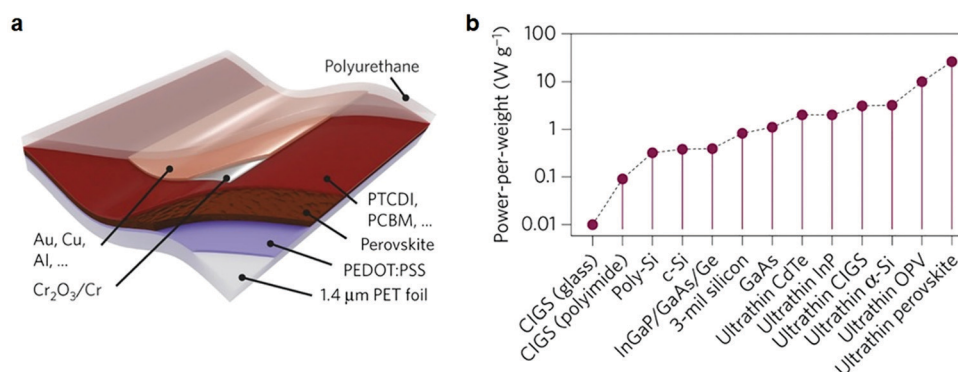 a
Polyurethane
Au, Cu,
Al, ...
Cr₂O₃/Cr
PTCDI,
PCBM, ...
Perovskite
PEDOT:PSS
1.4 μm PET foil
b
Power-per-weight (W g⁻¹)
100
10
1
0.1
0.01
CIGS (glass)
CIGS (polyimide)
Poly-Si
c-Si
InGaP/GaAs/Ge
3-mil silicon
GaAs
Ultrathin CdTe
Ultrathin InP
Ultrathin CIGS
Ultrathin α-Si
Ultrathin OPV
Ultrathin perovskite